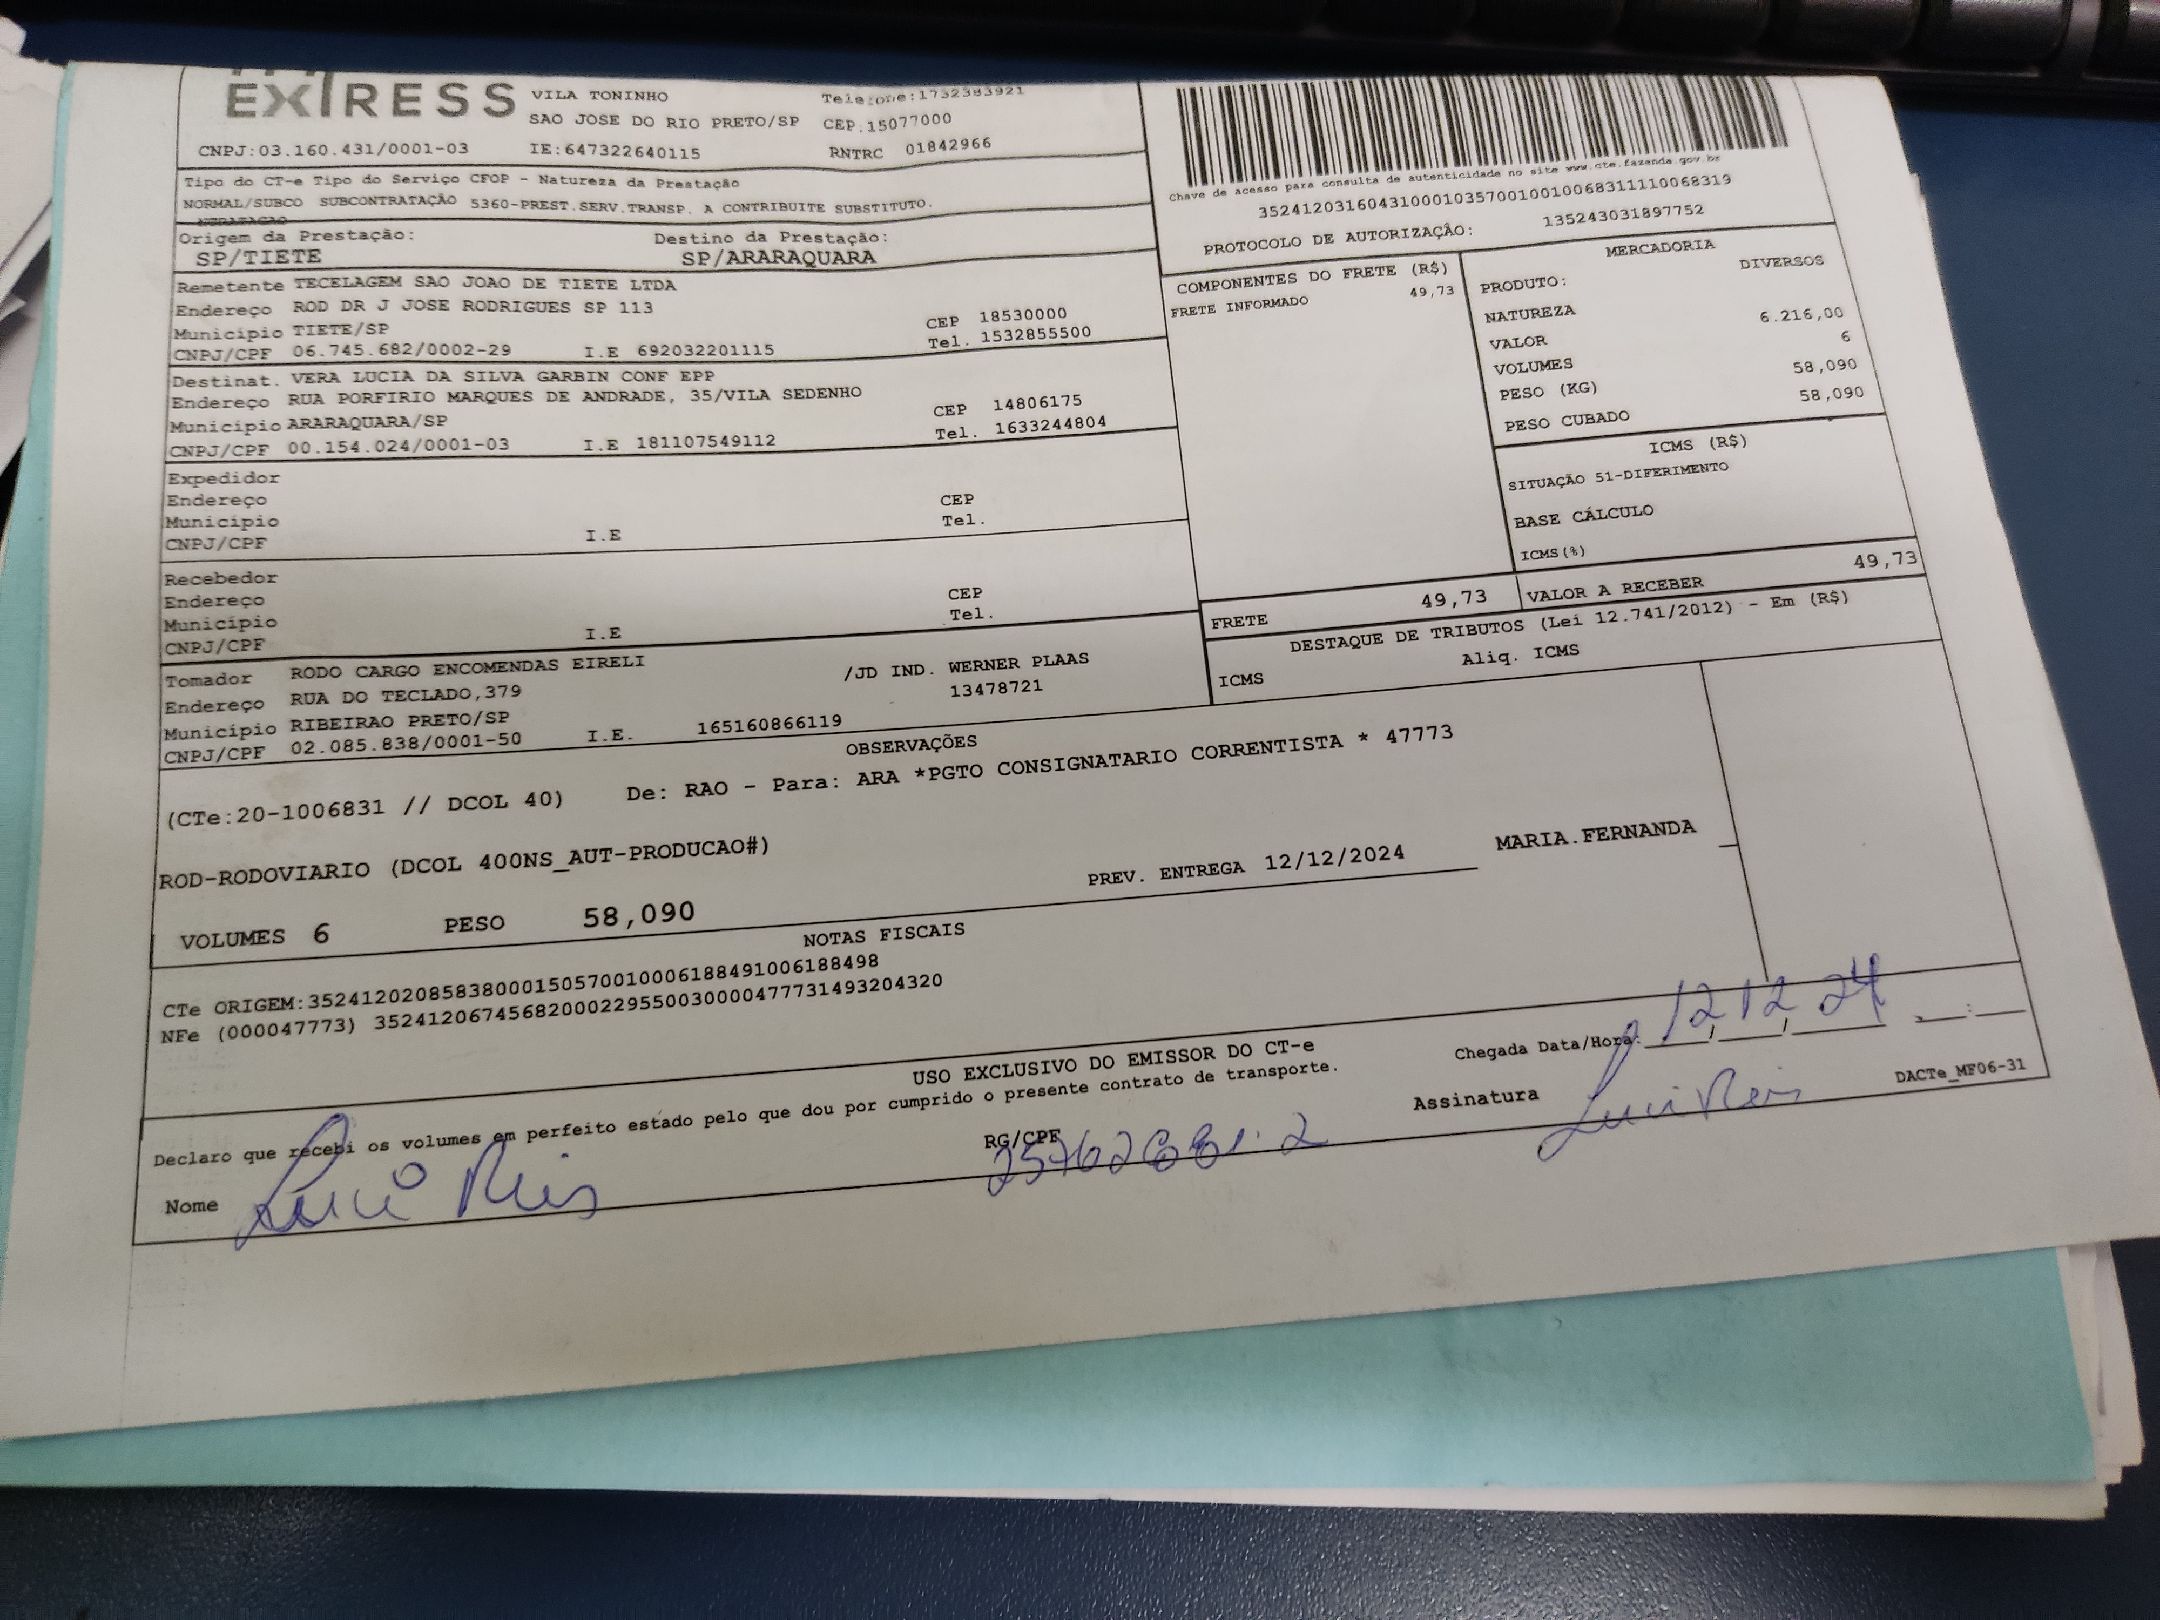 EXPRESS
VILA TONINHO
Telefone:1732383921
SAO JOSE DO RIO PRETO/SP CEP.15077000
CNPJ:03.160.431/0001-03 IE:647322640115 RNTRC 01842966
Tipo do CT-e Tipo do Serviço CFOP - Natureza da Prestação
NORMAL/SUBCO SUBCONTRATAÇÃO 5360-PREST.SERV.TRANSP. A CONTRIBUITE SUBSTITUTO.
NTRATACAO
Origem da Prestação: Destino da Prestação:
SP/TIETE SP/ARARAQUARA
Remetente TECELAGEM SAO JOAO DE TIETE LTDA
Endereço ROD DR J JOSE RODRIGUES SP 113
Município TIETE/SP CEP 18530000
CNPJ/CPF 06.745.682/0002-29 I.E 692032201115 Tel. 1532855500
Destinat. VERA LUCIA DA SILVA GARBIN CONF EPP
Endereço RUA PORFIRIO MARQUES DE ANDRADE, 35/VILA SEDENHO
Município ARARAQUARA/SP CEP 14806175
CNPJ/CPF 00.154.024/0001-03 I.E 181107549112 Tel. 1633244804
Expedidor
Endereço CEP
Município Tel.
CNPJ/CPF I.E
Recebedor
Endereço CEP
Município Tel.
CNPJ/CPF I.E
Tomador RODO CARGO ENCOMENDAS EIRELI
Endereço RUA DO TECLADO,379 /JD IND. WERNER PLAAS
Município RIBEIRAO PRETO/SP 13478721
CNPJ/CPF 02.085.838/0001-50 I.E. 165160866119
Chave de acesso para consulta de autenticidade no site www.cte.fazenda.gov.br
35241203160431000103570010010068311110068319
PROTOCOLO DE AUTORIZAÇÃO: 135243031897752
COMPONENTES DO FRETE (R$)
FRETE INFORMADO 49,73
MERCADORIA
PRODUTO: DIVERSOS
NATUREZA
VALOR 6.216,00
VOLUMES 6
PESO (KG) 58,090
PESO CUBADO 58,090
ICMS (R$)
SITUAÇÃO 51-DIFERIMENTO
BASE CÁLCULO
ICMS(%)
FRETE 49,73 VALOR A RECEBER 49,73
DESTAQUE DE TRIBUTOS (Lei 12.741/2012) - Em (R$)
ICMS Aliq. ICMS
OBSERVAÇÕES
(CTe:20-1006831 // DCOL 40) De: RAO - Para: ARA *PGTO CONSIGNATARIO CORRENTISTA * 47773
ROD-RODOVIARIO (DCOL 400NS_AUT-PRODUCAO#)
PREV. ENTREGA 12/12/2024 MARIA.FERNANDA
VOLUMES 6 PESO 58,090
NOTAS FISCAIS
CTe ORIGEM:35241202085838000150570010006188491006188498
NFe (000047773) 35241206745682000229550030000477731493204320
USO EXCLUSIVO DO EMISSOR DO CT-e
Declaro que recebi os volumes em perfeito estado pelo que dou por cumprido o presente contrato de transporte.
Chegada Data/Hora: 12/12/24 :
Nome RG/CPF Assinatura
DACTe_MF06-31